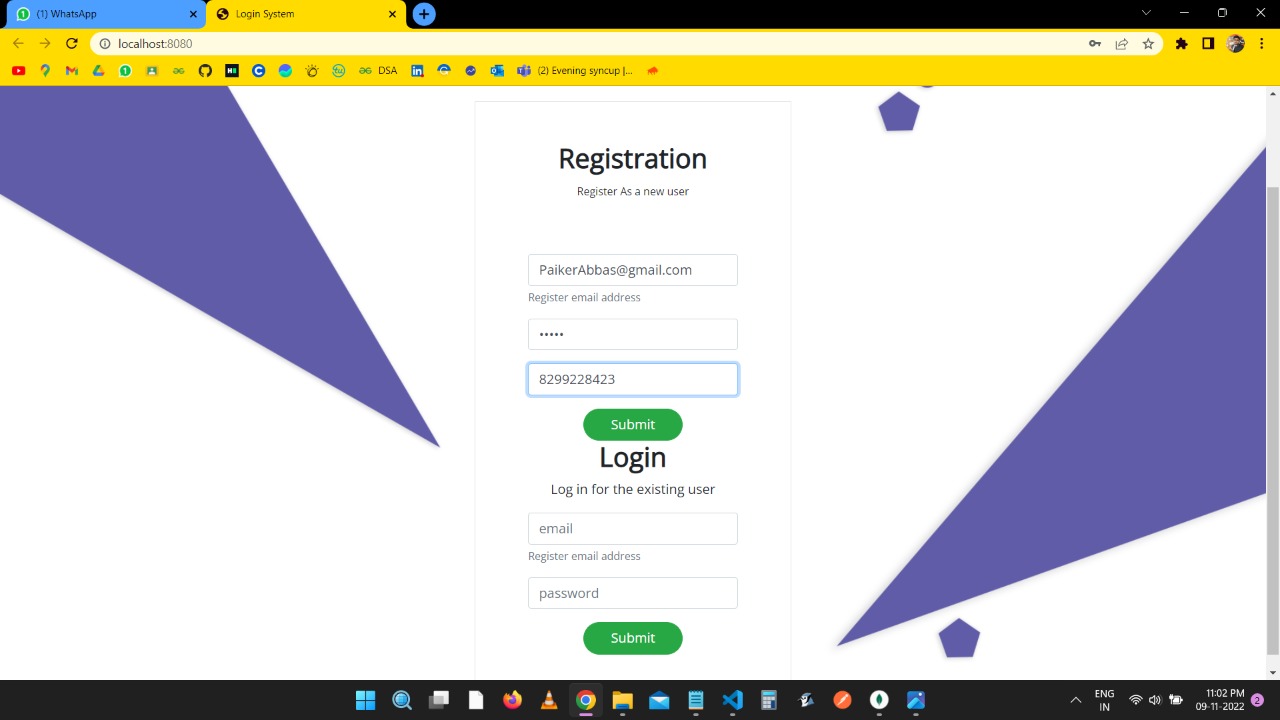 (1) WhatsApp
Login System
localhost:8080
DSA
(2) Evening syncup |...
Registration
Register As a new user
PaikerAbbas@gmail.com
Register email address
•••••
8299228423
Submit
Login
Log in for the existing user
email
Register email address
password
Submit
ENG
IN
11:02 PM
09-11-2022
2